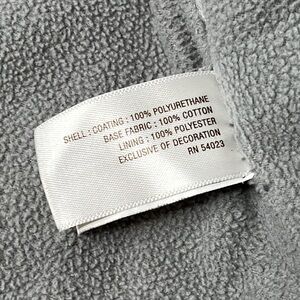 SHELL : COATING : 100% POLYURETHANE
BASE FABRIC : 100% COTTON
LINING : 100% POLYESTER
EXCLUSIVE OF DECORATION
RN 54023